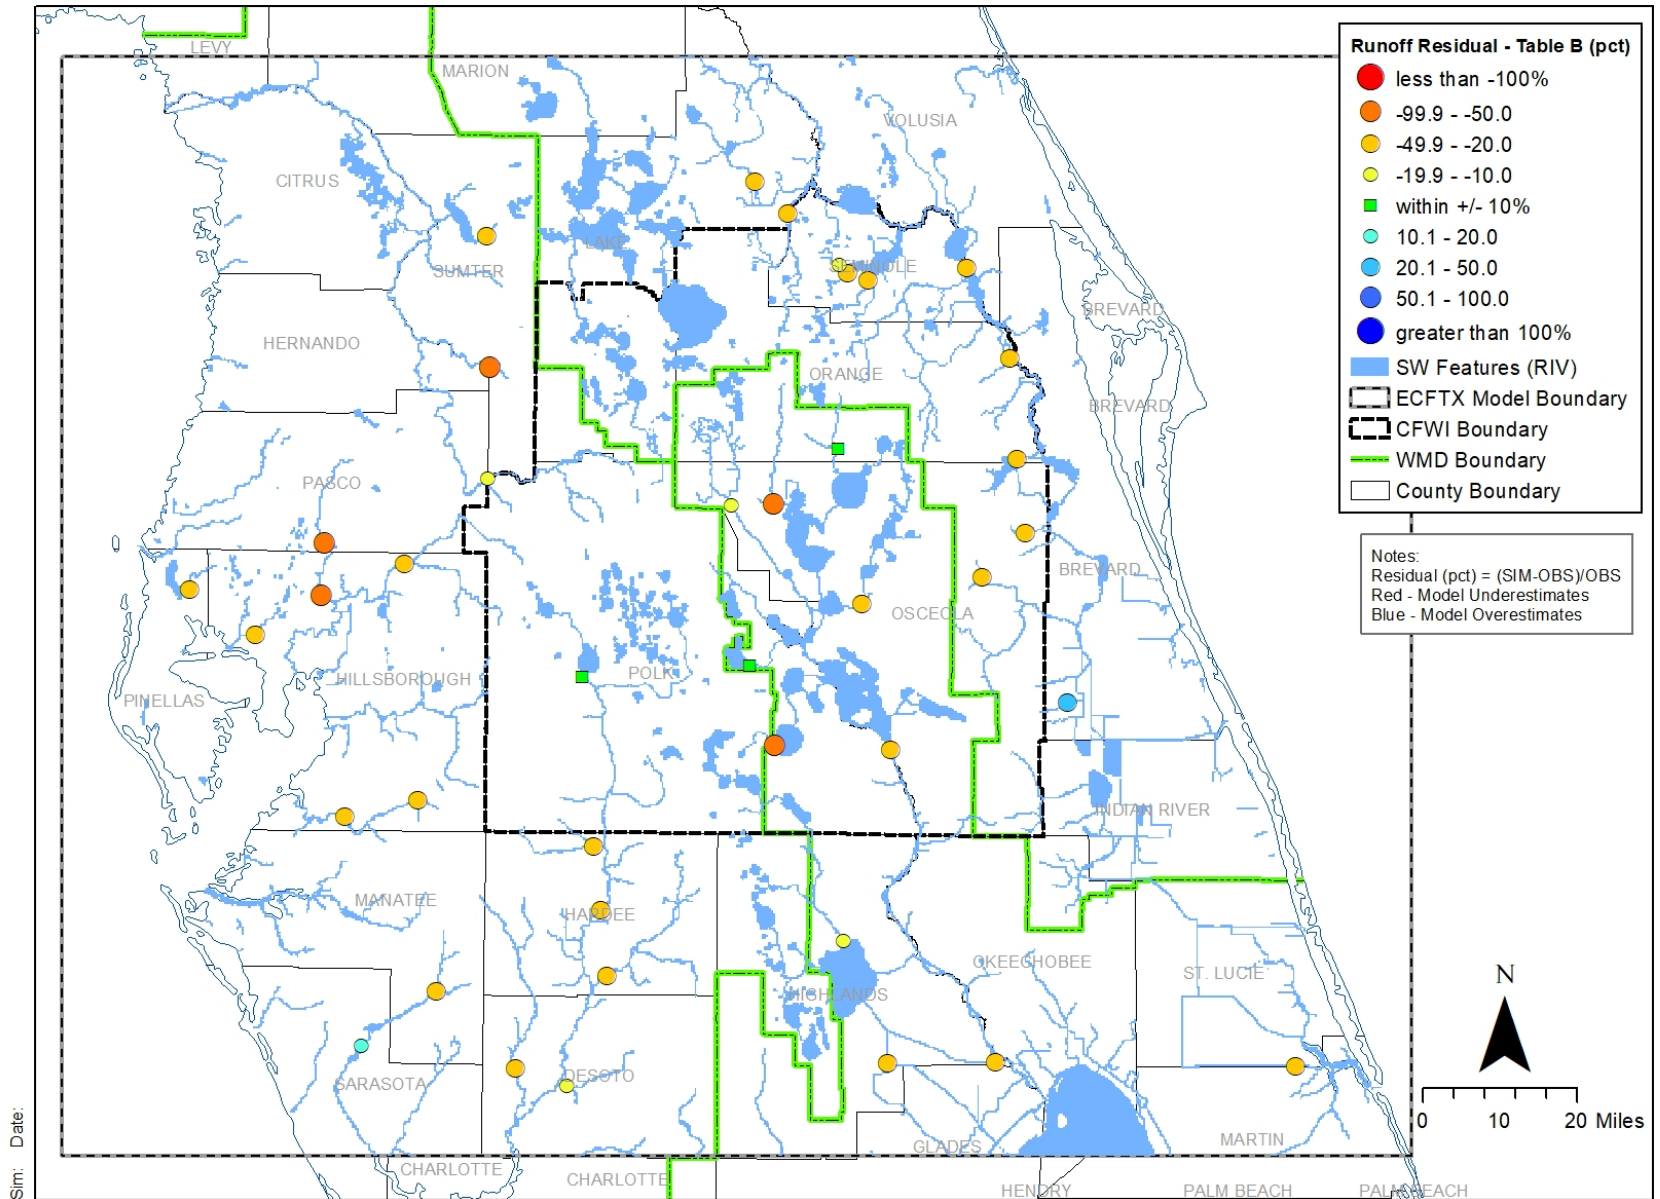 LEVY
MARION
VOLUSIA
CITRUS
LAKE
SUMTER
SEMINOLE
BREVARD
HERNANDO
ORANGE
BREVARD
PASCO
BREVARD
OSCEOLA
HILLSBOROUGH
POLK
PINELLAS
INDIAN RIVER
MANATEE
HARDEE
OKEECHOBEE
ST. LUCIE
HIGHLANDS
SARASOTA
DESOTO
GLADES
MARTIN
CHARLOTTE
CHARLOTTE
HENDRY
PALM BEACH
PALM BEACH
Runoff Residual - Table B (pct)
less than -100%
-99.9 - -50.0
-49.9 - -20.0
-19.9 - -10.0
within +/- 10%
10.1 - 20.0
20.1 - 50.0
50.1 - 100.0
greater than 100%
SW Features (RIV)
ECFTX Model Boundary
CFWI Boundary
WMD Boundary
County Boundary
Notes:
Residual (pct) = (SIM-OBS)/OBS
Red - Model Underestimates
Blue - Model Overestimates
N
0 10 20 Miles
Sim: Date: